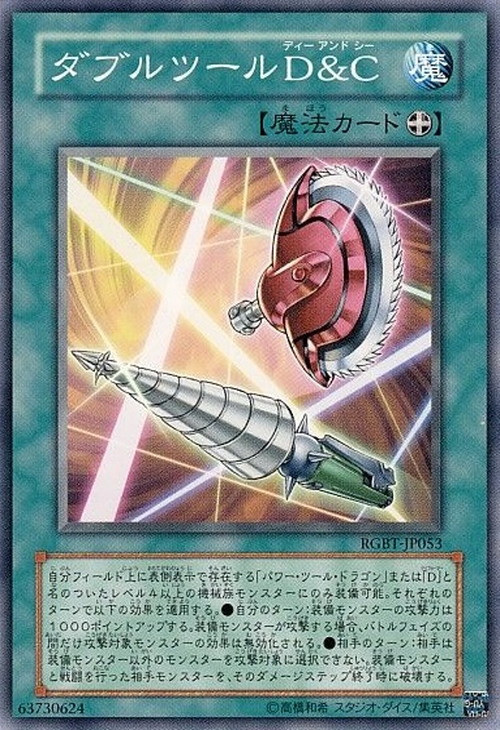 ディー アンド シー
ダブルツールD&C
魔
まほう
【魔法カード
】
RGBT-JP053
自分フィールド上に表側表示で存在する「パワー・ツール・ドラゴン」または「D」と
名のついたレベル4以上の機械族モンスターにのみ装備可能。それぞれの
ターンで以下の効果を適用する。●自分のターン:装備モンスターの攻撃力は
1000ポイントアップする。装備モンスターが攻撃する場合、バトルフェイズの
間だけ攻撃対象モンスターの効果は無効化される。●相手のターン:相手は
装備モンスター以外のモンスターを攻撃対象に選択できない。装備モンスター
と戦闘を行った相手モンスターを、そのダメージステップ終了時に破壊する。
63730624
©高橋和希 スタジオ・ダイス/集英社